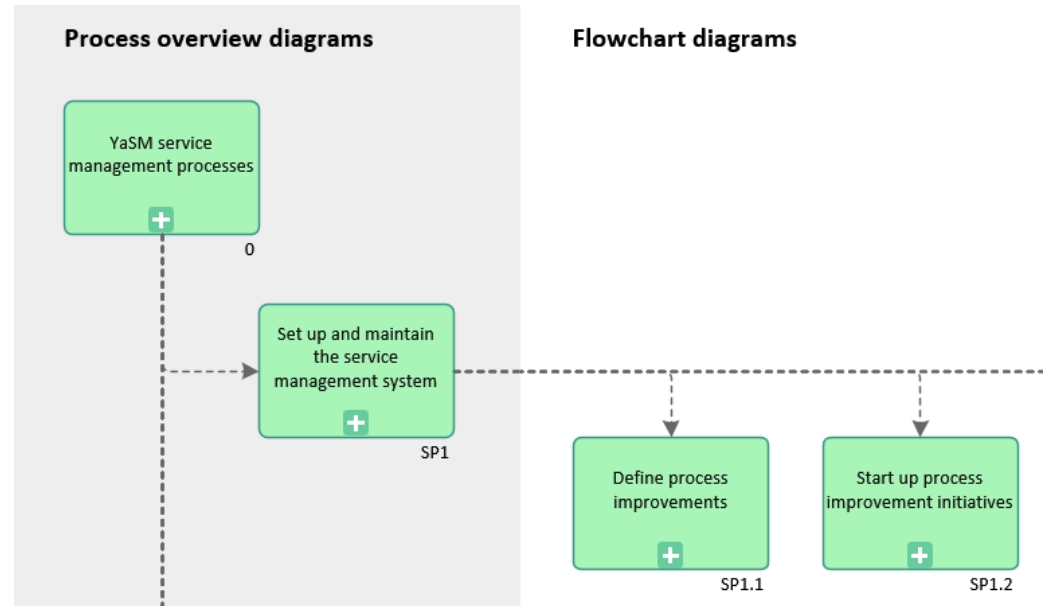 Process overview diagrams
Flowchart diagrams
YaSM service
management processes
0
Set up and maintain
the service
management system
SP1
Define process
improvements
SP1.1
Start up process
improvement initiatives
SP1.2